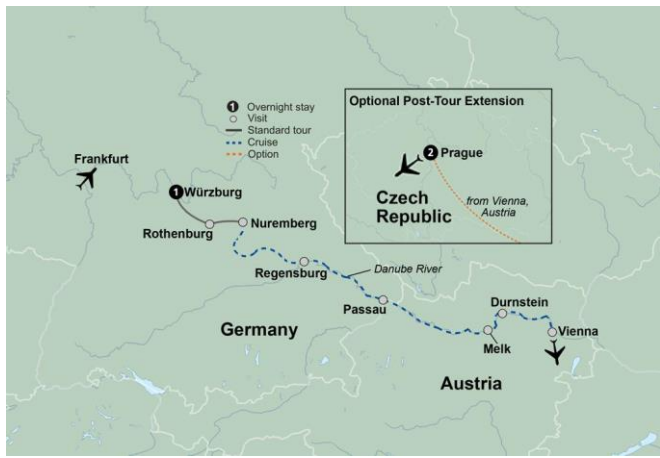 Optional Post-Tour Extension
1 Overnight stay
Visit
Standard tour
Cruise
Option
2 Prague
Czech
Republic
from Vienna,
Austria
Frankfurt
1 Würzburg
Rothenburg
Nuremberg
Regensburg
Danube River
Passau
Durnstein
Vienna
Melk
Germany
Austria